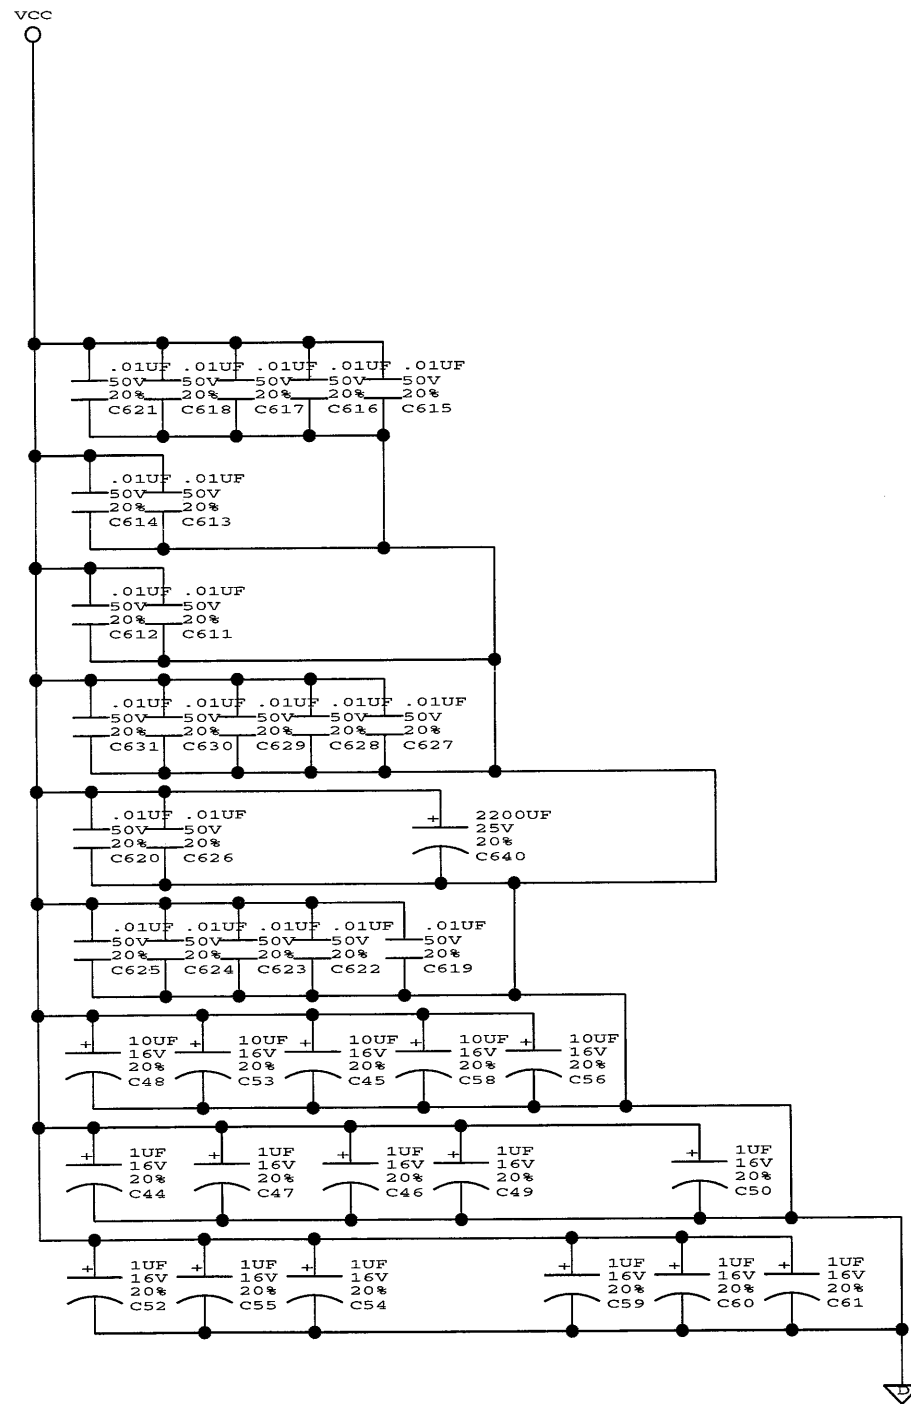 VCC
.01UF .01UF .01UF .01UF .01UF
50V 50V 50V 50V 50V
20% 20% 20% 20% 20%
C621 C618 C617 C616 C615
.01UF .01UF
50V 50V
20% 20%
C614 C613
.01UF .01UF
50V 50V
20% 20%
C612 C611
.01UF .01UF .01UF .01UF .01UF
50V 50V 50V 50V 50V
20% 20% 20% 20% 20%
C631 C630 C629 C628 C627
.01UF .01UF + 2200UF
50V 50V 25V
20% 20% 20%
C620 C626 C640
.01UF .01UF .01UF .01UF .01UF
50V 50V 50V 50V 50V
20% 20% 20% 20% 20%
C625 C624 C623 C622 C619
+ 10UF + 10UF + 10UF + 10UF + 10UF
16V 16V 16V 16V 16V
20% 20% 20% 20% 20%
C48 C53 C45 C58 C56
+ 1UF + 1UF + 1UF + 1UF + 1UF
16V 16V 16V 16V 16V
20% 20% 20% 20% 20%
C44 C47 C46 C49 C50
+ 1UF + 1UF + 1UF + 1UF + 1UF + 1UF
16V 16V 16V 16V 16V 16V
20% 20% 20% 20% 20% 20%
C52 C55 C54 C59 C60 C61
D